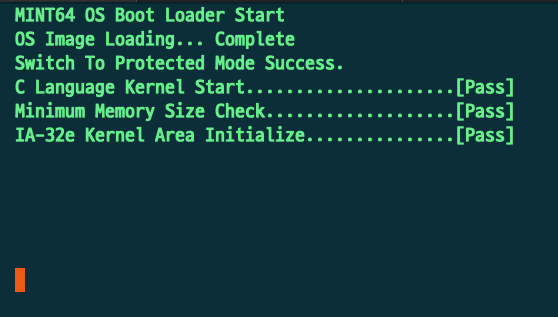 MINT64 OS Boot Loader Start
OS Image Loading... Complete
Switch To Protected Mode Success.
C Language Kernel Start.....................[Pass]
Minimum Memory Size Check...................[Pass]
IA-32e Kernel Area Initialize...............[Pass]